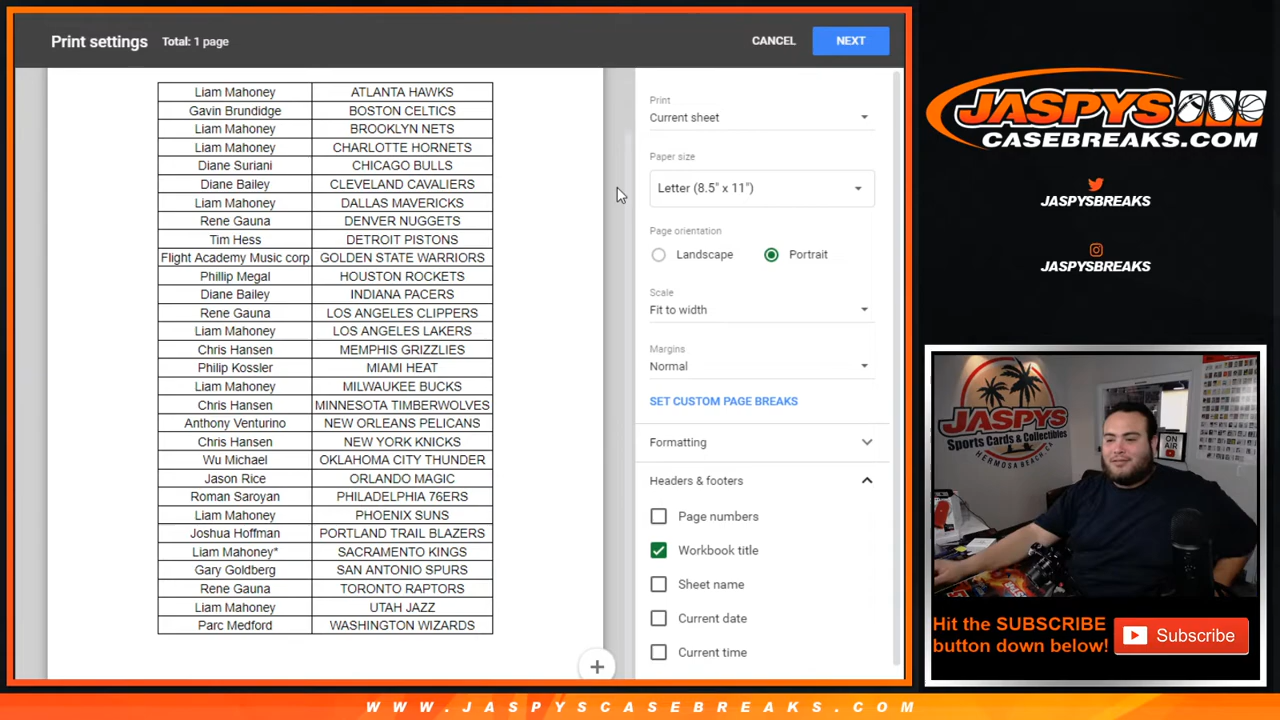 Print settings Total: 1 page CANCEL NEXT
Liam Mahoney ATLANTA HAWKS
Gavin Brundidge BOSTON CELTICS
Liam Mahoney BROOKLYN NETS
Liam Mahoney CHARLOTTE HORNETS
Diane Suriani CHICAGO BULLS
Diane Bailey CLEVELAND CAVALIERS
Liam Mahoney DALLAS MAVERICKS
Rene Gauna DENVER NUGGETS
Tim Hess DETROIT PISTONS
Flight Academy Music corp GOLDEN STATE WARRIORS
Phillip Megal HOUSTON ROCKETS
Diane Bailey INDIANA PACERS
Rene Gauna LOS ANGELES CLIPPERS
Liam Mahoney LOS ANGELES LAKERS
Chris Hansen MEMPHIS GRIZZLIES
Philip Kossler MIAMI HEAT
Liam Mahoney MILWAUKEE BUCKS
Chris Hansen MINNESOTA TIMBERWOLVES
Anthony Venturino NEW ORLEANS PELICANS
Chris Hansen NEW YORK KNICKS
Wu Michael OKLAHOMA CITY THUNDER
Jason Rice ORLANDO MAGIC
Roman Saroyan PHILADELPHIA 76ERS
Liam Mahoney PHOENIX SUNS
Joshua Hoffman PORTLAND TRAIL BLAZERS
Liam Mahoney* SACRAMENTO KINGS
Gary Goldberg SAN ANTONIO SPURS
Rene Gauna TORONTO RAPTORS
Liam Mahoney UTAH JAZZ
Parc Medford WASHINGTON WIZARDS
Print
Current sheet
Paper size
Letter (8.5" x 11")
Page orientation
Landscape Portrait
Scale
Fit to width
Margins
Normal
SET CUSTOM PAGE BREAKS
Formatting
Headers & footers
Page numbers
Workbook title
Sheet name
Current date
Current time
JASPYS
CASEBREAKS.COM
JASPYSBREAKS
JASPYSBREAKS
JASPYS
Sports Cards & Collectibles
HERMOSA BEACH, CA
ON AIR
Hit the SUBSCRIBE
button down below!
Subscribe
WWW.JASPYSCASEBREAKS.COM